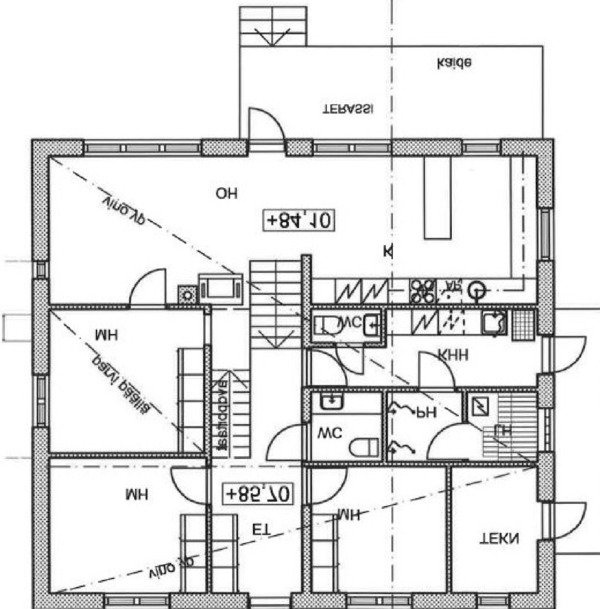 kaide
TERASSI
OH
vino yp
+84,10
K
AP
MH
WC
KHH
parvi päällä
tasihoapvs
WC
PH
LH
MH
+85,70
MH
ET
TEKN
vino yp